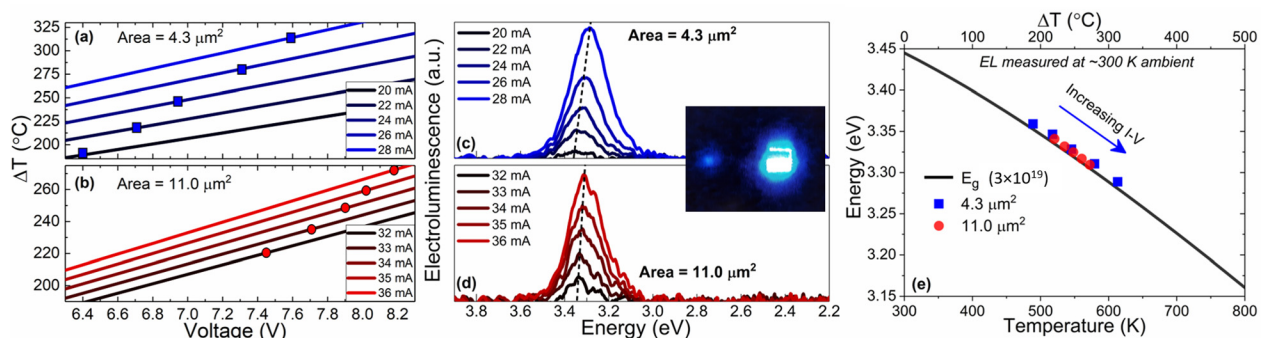 (a)
Area = 4.3 μm²
325
300
275
250
225
200
20 mA
22 mA
24 mA
26 mA
28 mA
ΔT (°C)
(b)
Area = 11.0 μm²
260
240
220
200
32 mA
33 mA
34 mA
35 mA
36 mA
6.4 6.6 6.8 7.0 7.2 7.4 7.6 7.8 8.0 8.2
Voltage (V)
Electroluminescence (a.u.)
20 mA
22 mA
24 mA
26 mA
28 mA
Area = 4.3 μm²
(c)
32 mA
33 mA
34 mA
35 mA
36 mA
(d)
Area = 11.0 μm²
3.8 3.6 3.4 3.2 3.0 2.8 2.6 2.4 2.2
Energy (eV)
ΔT (°C)
0 100 200 300 400 500
EL measured at ~300 K ambient
Increasing I-V
3.45
3.40
3.35
3.30
3.25
3.20
3.15
Energy (eV)
E_g (3×10¹⁹)
4.3 μm²
11.0 μm²
(e)
300 400 500 600 700 800
Temperature (K)